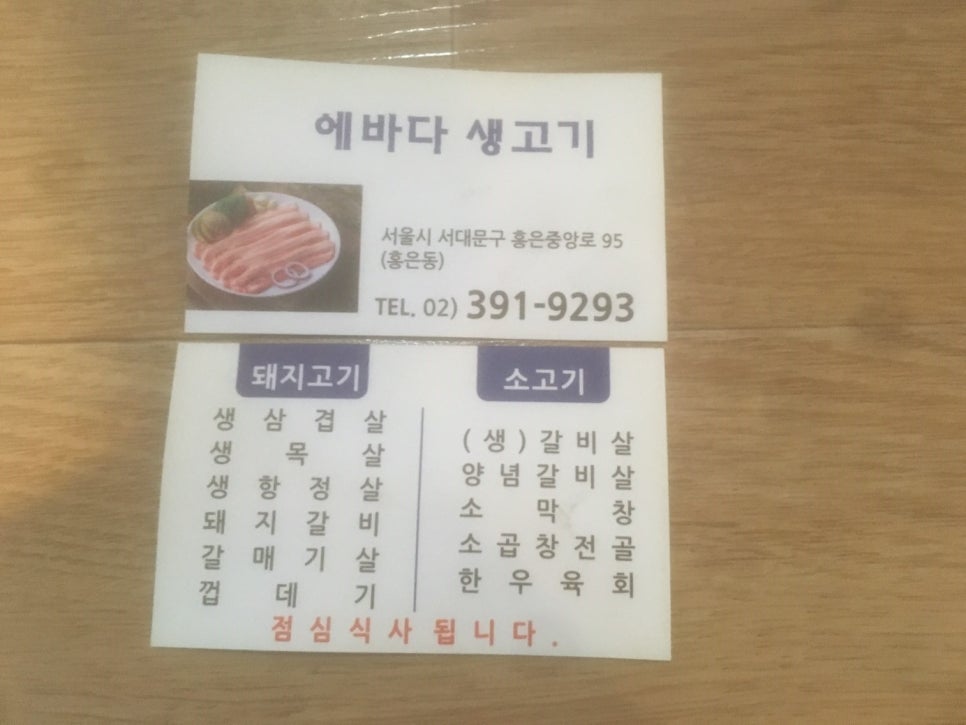 에바다 생고기
서울시 서대문구 홍은중앙로 95
(홍은동)
TEL. 02) 391-9293
돼지고기
생삼겹살
생목살
생항정살
돼지갈비
갈매기살
껍데기
소고기
(생)갈비살
양념갈비살
소막창
소곱창전골
한우육회
점심식사됩니다.